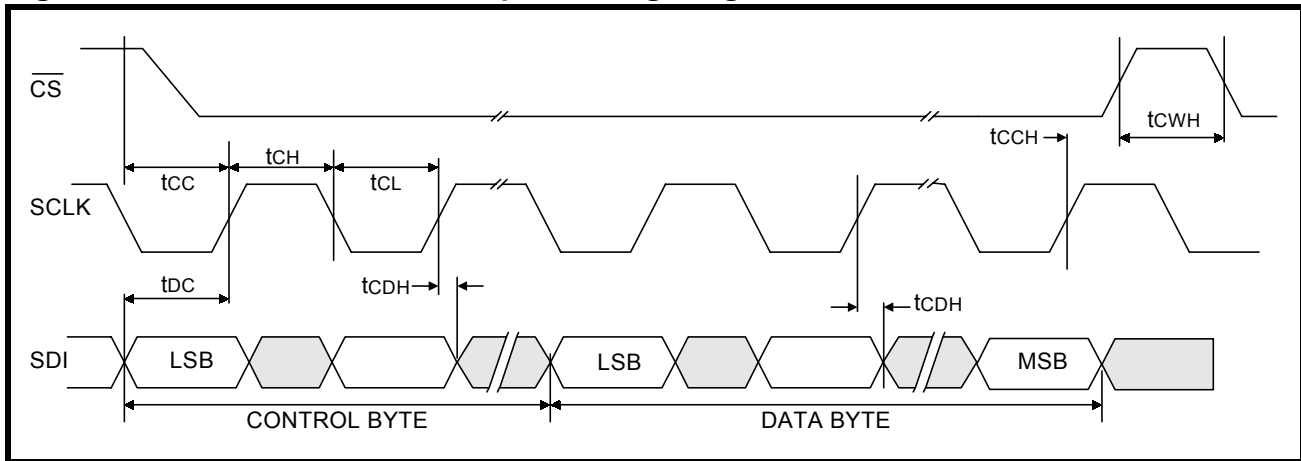 CS
tCCH
tCWH
tCC
tCH
tCL
SCLK
tDC
tCDH
tCDH
SDI
LSB
LSB
MSB
CONTROL BYTE
DATA BYTE